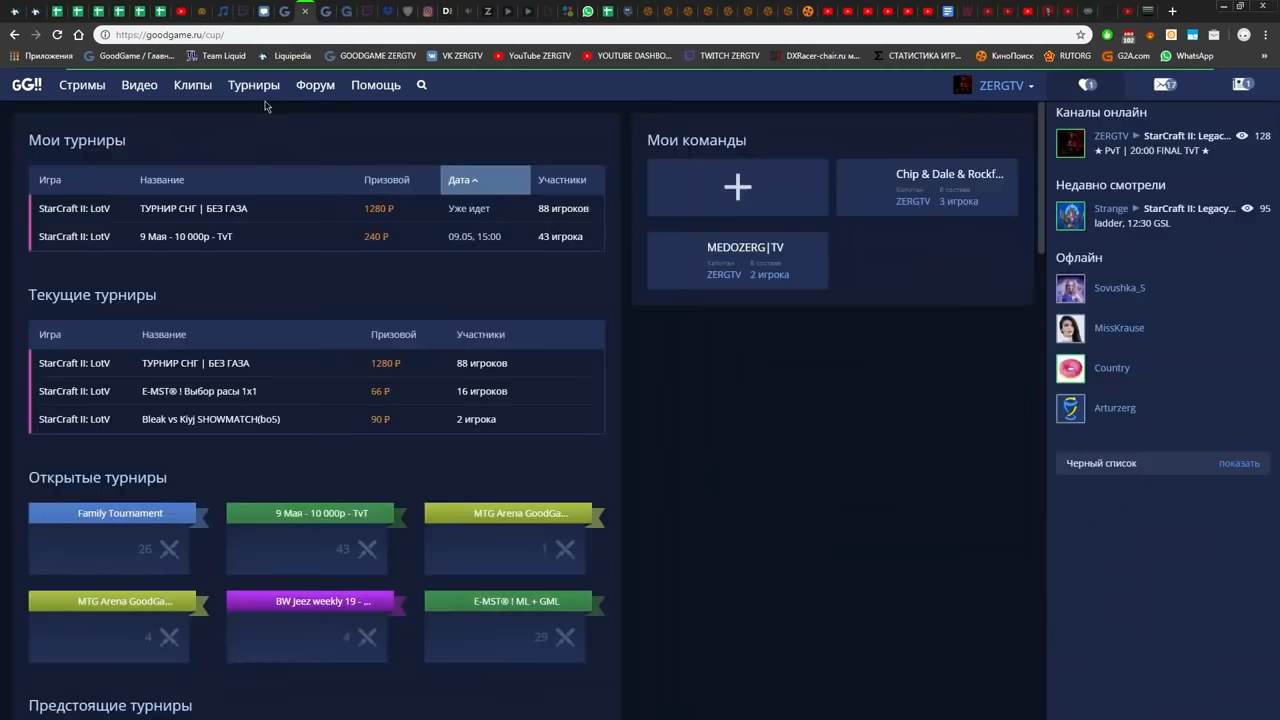 https://goodgame.ru/cup/
Приложения GoodGame / Главн... Team Liquid Liquipedia GOODGAME ZERGTV VK ZERGTV YouTube ZERGTV YOUTUBE DASHBO... TWITCH ZERGTV DXRacer-chair.ru м... СТАТИСТИКА ИГР... КиноПоиск RUTORG G2A.com WhatsApp
GG!! Стримы Видео Клипы Турниры Форум Помощь ZERGTV 1 17 1
Мои турниры
Игра Название Призовой Дата Участники
StarCraft II: LotV ТУРНИР СНГ | БЕЗ ГАЗА 1280 Р Уже идет 88 игроков
StarCraft II: LotV 9 Мая - 10 000р - TvT 240 Р 09.05, 15:00 43 игрока
Текущие турниры
Игра Название Призовой Участники
StarCraft II: LotV ТУРНИР СНГ | БЕЗ ГАЗА 1280 Р 88 игроков
StarCraft II: LotV E-MST® ! Выбор расы 1x1 66 Р 16 игроков
StarCraft II: LotV Bleak vs Kiyj SHOWMATCH(bo5) 90 Р 2 игрока
Открытые турниры
Family Tournament 9 Мая - 10 000р - TvT MTG Arena GoodGa...
26 43 1
MTG Arena GoodGa... BW Jeez weekly 19 - ... E-MST® ! ML + GML
4 4 29
Предстоящие турниры
Мои команды
Chip & Dale & Rockf...
Капитан В составе
ZERGTV 3 игрока
MEDOZERG|TV
Капитан В составе
ZERGTV 2 игрока
Каналы онлайн
ZERGTV StarCraft II: Legac... 128
★ PvT | 20:00 FINAL TvT ★
Недавно смотрели
Strange StarCraft II: Legacy... 95
ladder, 12:30 GSL
Офлайн
Sovushka_S
MissKrause
Country
Arturzerg
Черный список показать